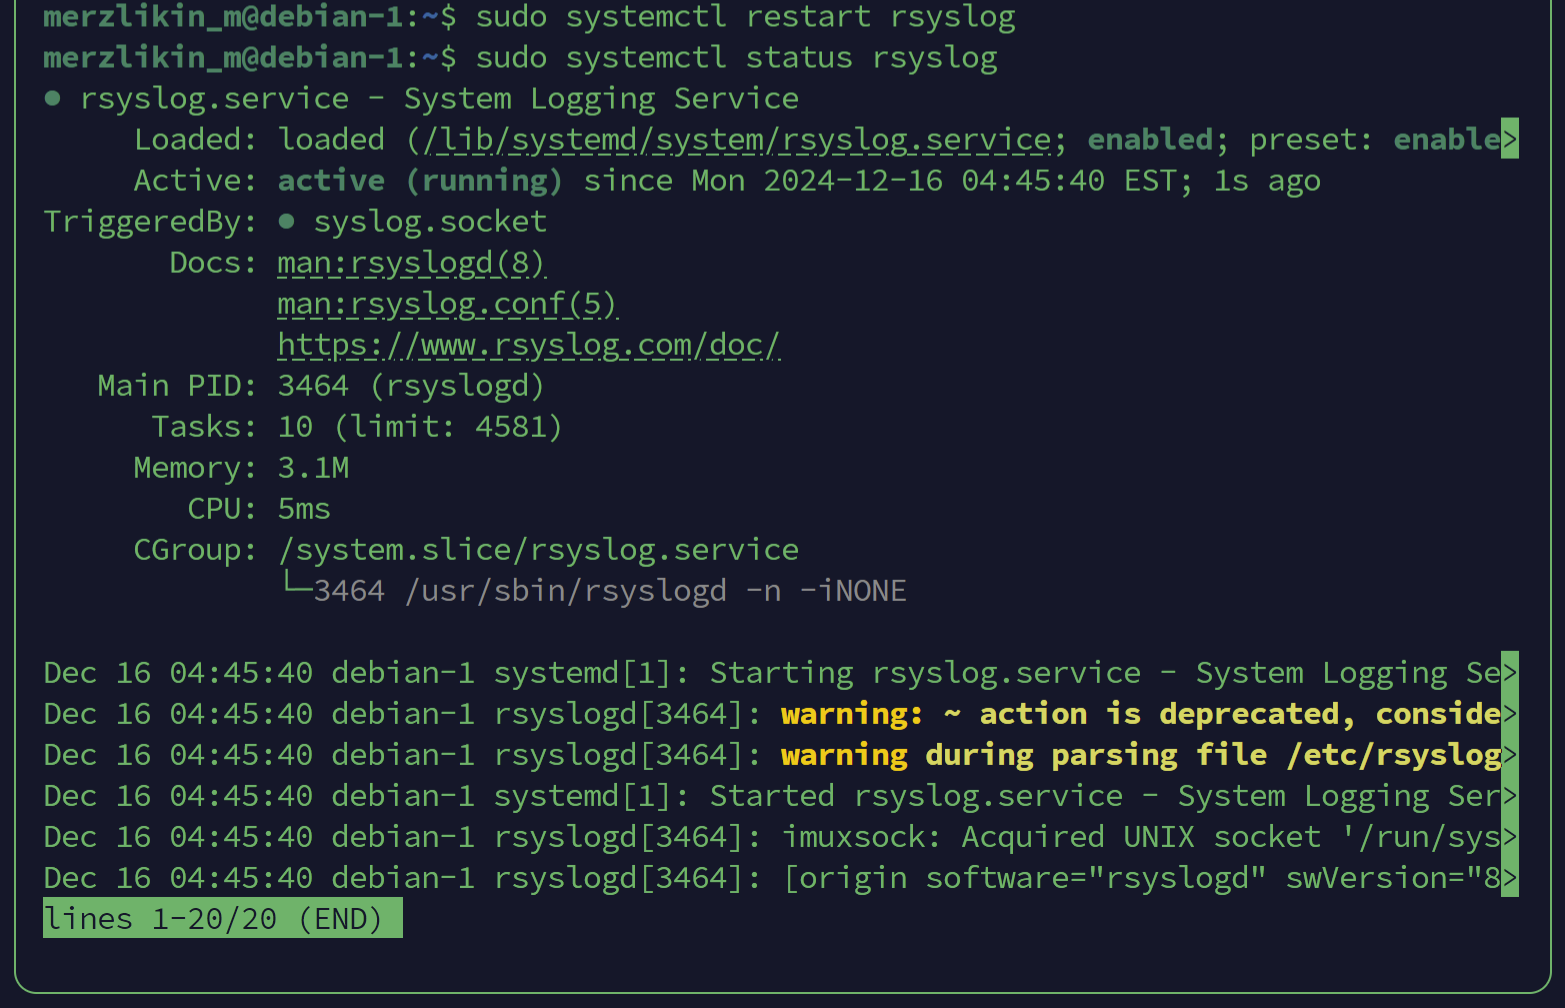 merzlikin_m@debian-1:~$ sudo systemctl restart rsyslog
merzlikin_m@debian-1:~$ sudo systemctl status rsyslog
● rsyslog.service - System Logging Service
     Loaded: loaded (/lib/systemd/system/rsyslog.service; enabled; preset: enable>
     Active: active (running) since Mon 2024-12-16 04:45:40 EST; 1s ago
TriggeredBy: ● syslog.socket
       Docs: man:rsyslogd(8)
             man:rsyslog.conf(5)
             https://www.rsyslog.com/doc/
   Main PID: 3464 (rsyslogd)
      Tasks: 10 (limit: 4581)
     Memory: 3.1M
        CPU: 5ms
     CGroup: /system.slice/rsyslog.service
             └─3464 /usr/sbin/rsyslogd -n -iNONE

Dec 16 04:45:40 debian-1 systemd[1]: Starting rsyslog.service - System Logging Se>
Dec 16 04:45:40 debian-1 rsyslogd[3464]: warning: ~ action is deprecated, conside>
Dec 16 04:45:40 debian-1 rsyslogd[3464]: warning during parsing file /etc/rsyslog>
Dec 16 04:45:40 debian-1 systemd[1]: Started rsyslog.service - System Logging Ser>
Dec 16 04:45:40 debian-1 rsyslogd[3464]: imuxsock: Acquired UNIX socket '/run/sys>
Dec 16 04:45:40 debian-1 rsyslogd[3464]: [origin software="rsyslogd" swVersion="8>
lines 1-20/20 (END)